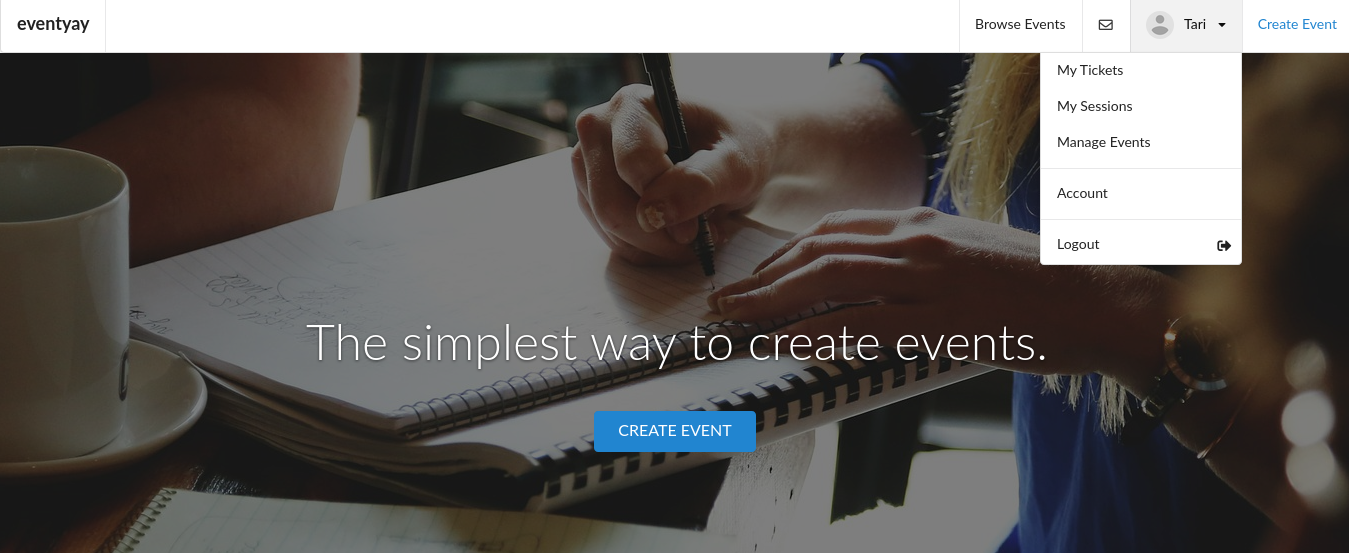 eventyay
Browse Events
Tari
Create Event
My Tickets
My Sessions
Manage Events
Account
Logout
The simplest way to create events.
CREATE EVENT